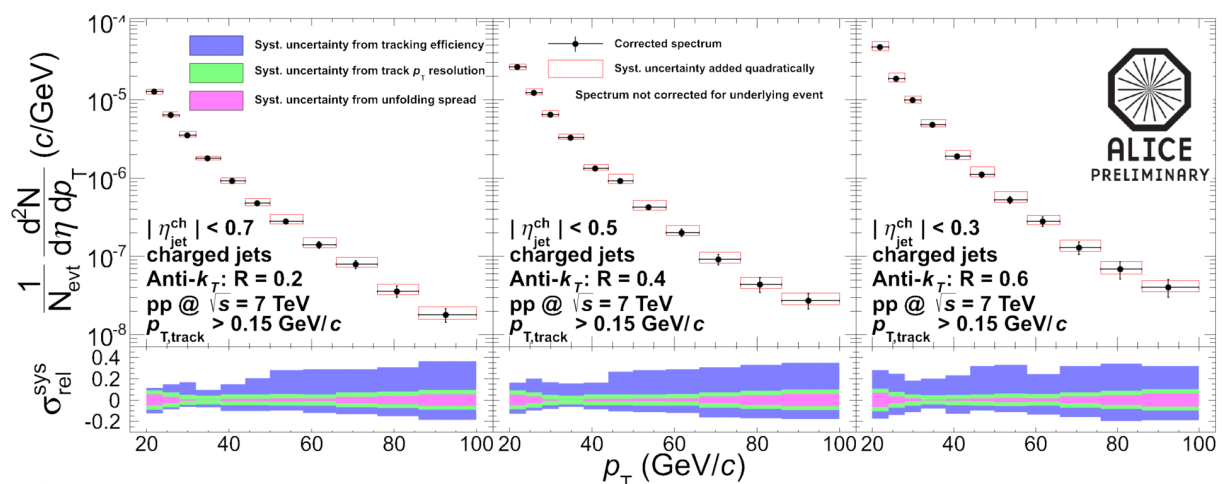 1/N_evt d²N/dη dp_T (c/GeV)
10⁻⁴
10⁻⁵
10⁻⁶
10⁻⁷
10⁻⁸
Syst. uncertainty from tracking efficiency
Syst. uncertainty from track p_T resolution
Syst. uncertainty from unfolding spread
| η_jet^ch | < 0.7
charged jets
Anti-k_T: R = 0.2
pp @ √s = 7 TeV
p_T,track > 0.15 GeV/c
Corrected spectrum
Syst. uncertainty added quadratically
Spectrum not corrected for underlying event
| η_jet^ch | < 0.5
charged jets
Anti-k_T: R = 0.4
pp @ √s = 7 TeV
p_T,track > 0.15 GeV/c
ALICE
PRELIMINARY
| η_jet^ch | < 0.3
charged jets
Anti-k_T: R = 0.6
pp @ √s = 7 TeV
p_T,track > 0.15 GeV/c
σ_rel^sys
0.4
0.2
0
-0.2
20 40 60 80 100
20 40 60 80 100
20 40 60 80 100
p_T (GeV/c)